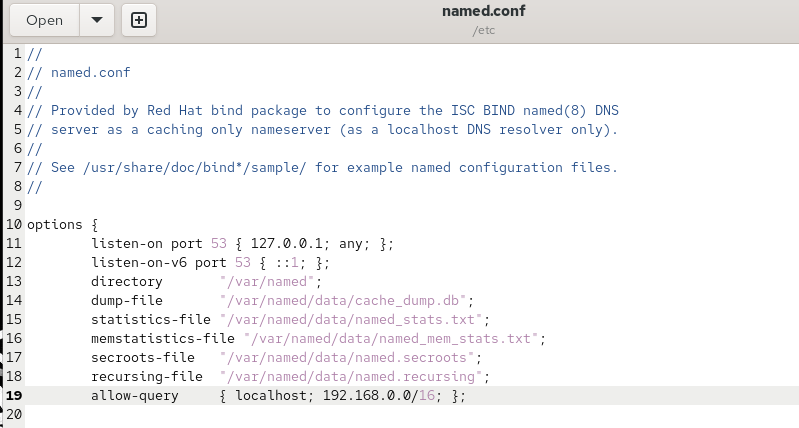 Open
named.conf
/etc
1 //
2 // named.conf
3 //
4 // Provided by Red Hat bind package to configure the ISC BIND named(8) DNS
5 // server as a caching only nameserver (as a localhost DNS resolver only).
6 //
7 // See /usr/share/doc/bind*/sample/ for example named configuration files.
8 //
9
10 options {
11         listen-on port 53 { 127.0.0.1; any; };
12         listen-on-v6 port 53 { ::1; };
13         directory       "/var/named";
14         dump-file       "/var/named/data/cache_dump.db";
15         statistics-file "/var/named/data/named_stats.txt";
16         memstatistics-file "/var/named/data/named_mem_stats.txt";
17         secroots-file   "/var/named/data/named.secroots";
18         recursing-file  "/var/named/data/named.recursing";
19         allow-query     { localhost; 192.168.0.0/16; };
20